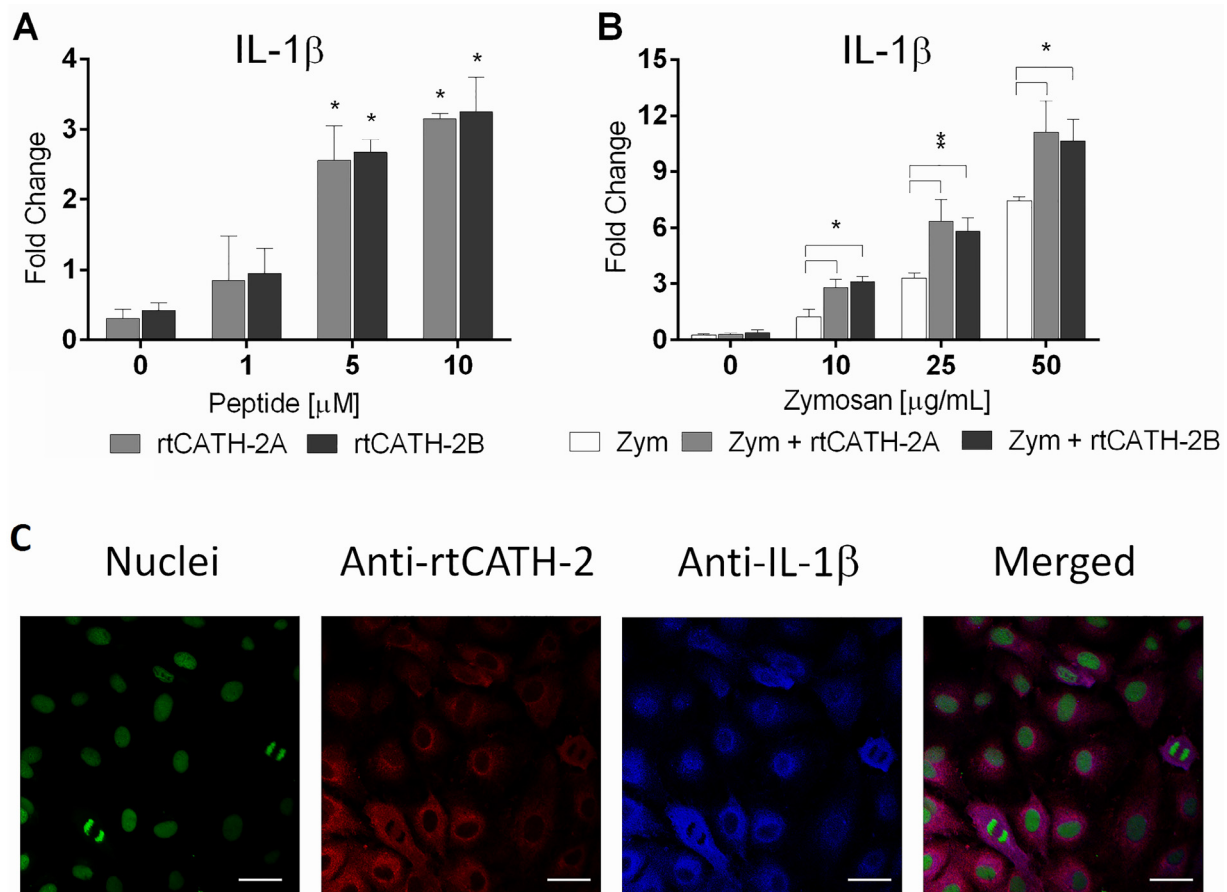 A
IL-1β
Fold Change
4
3
2
1
0
* * * *
0 1 5 10
Peptide [μM]
rtCATH-2A rtCATH-2B
B
IL-1β
Fold Change
15
12
9
6
3
0
*
*
*
*
0 10 25 50
Zymosan [μg/mL]
Zym Zym + rtCATH-2A Zym + rtCATH-2B
C
Nuclei Anti-rtCATH-2 Anti-IL-1β Merged